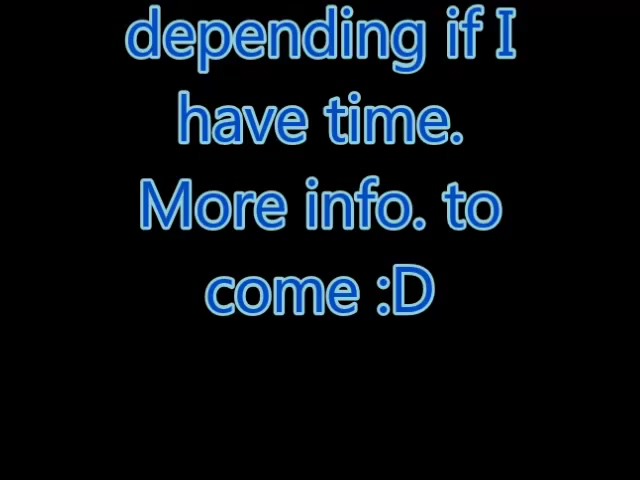 depending if I
have time.
More info. to
come :D